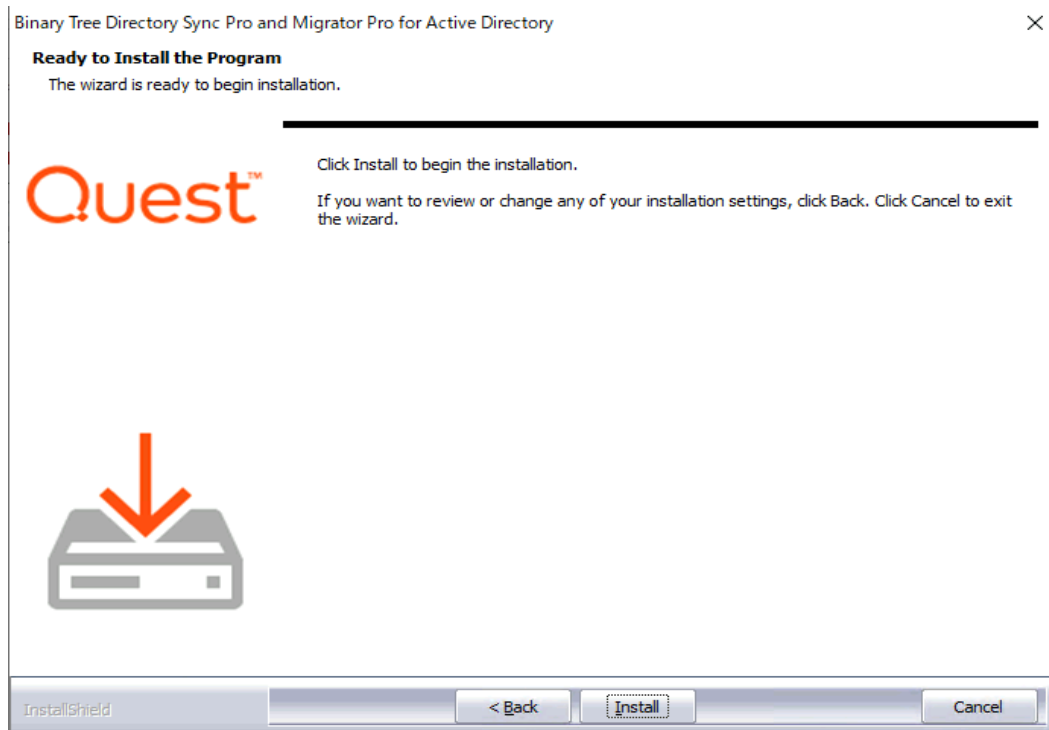 Binary Tree Directory Sync Pro and Migrator Pro for Active Directory
Ready to Install the Program
The wizard is ready to begin installation.
Quest™
Click Install to begin the installation.
If you want to review or change any of your installation settings, click Back. Click Cancel to exit
the wizard.
InstallShield
< Back
Install
Cancel